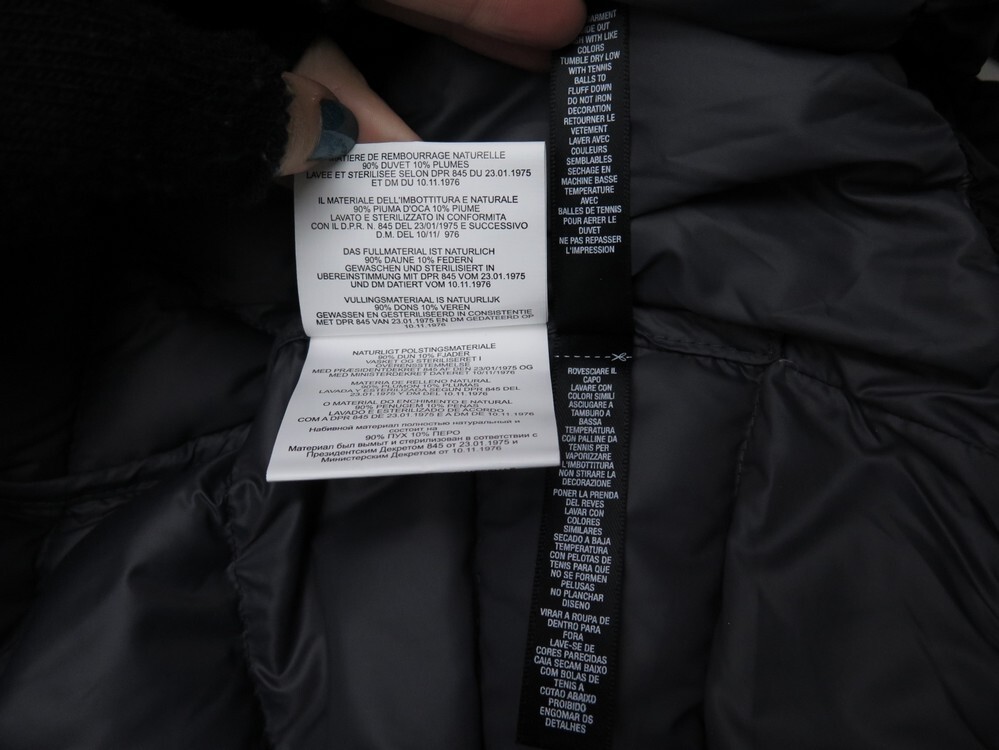 ATIERE DE REMBOURRAGE NATURELLE
90% DUVET 10% PLUMES
LAVEE ET STERILISEE SELON DPR 845 DU 23.01.1975
ET DM DU 10.11.1976
IL MATERIALE DELL'IMBOTTITURA E NATURALE
90% PIUMA D'OCA 10% PIUME
LAVATO E STERILIZZATO IN CONFORMITA
CON IL D.P.R. N. 845 DEL 23/01/1975 E SUCCESSIVO
D.M. DEL 10/11/ 976
DAS FULLMATERIAL IST NATURLICH
90% DAUNE 10% FEDERN
GEWASCHEN UND STERILISIERT IN
UBEREINSTIMMUNG MIT DPR 845 VOM 23.01.1975
UND DM DATIERT VOM 10.11.1976
VULLINGSMATERIAAL IS NATUURLIJK
90% DONS 10% VEREN
GEWASSEN EN GESTERILISEERD IN CONSISTENTIE
MET DPR 845 VAN 23.01.1975 EN DM GEDATEERD OP
10.11.1976
NATURLIGT POLSTINGSMATERIALE
90% DUN 10% FJADER
VASKET OG STERILISERET I
OVERENSSTEMMELSE
MED PRÆSIDENTDEKRET 845 AF DEN 23/01/1975 OG
MED MINISTERDEKRET DATERET 10/11/1976
MATERIA DE RELLENO NATURAL
90% PLUMON 10% PLUMAS
LAVADA Y ESTERILIZADA SEGUN DPR 845 DEL
23.01.1975 Y DM DEL 10.11.1976
O MATERIAL DO ENCHIMENTO E NATURAL
90% PENUGEM 10% PENAS
LAVADO E ESTERILIZADO DE ACORDO
COM A DPR 845 DE 23.01.1975 E A DM DE 10.11.1976
Набивной материал полностью натуральный и
состоит на
90% ПУХ 10% ПЕРО
Материал был вымыт и стерилизован в ответствии с
Президентским Декретом 845 от 23.01.1975 и
Министерским Декретом от 10.11.1976
ARMENT
DE OUT
WITH LIKE
COLORS
TUMBLE DRY LOW
WITH TENNIS
BALLS TO
FLUFF DOWN
DO NOT IRON
DECORATION
RETOURNER LE
VETEMENT
LAVER AVEC
COULEURS
SEMBLABLES
SECHAGE EN
MACHINE BASSE
TEMPERATURE
AVEC
BALLES DE TENNIS
POUR AERER LE
DUVET
NE PAS REPASSER
L'IMPRESSION
ROVESCIARE IL
CAPO
LAVARE CON
COLORI SIMILI
ASCIUGARE A
TAMBURO A
BASSA
TEMPERATURA
CON PALLINE DA
TENNIS PER
VAPORIZZARE
L'IMBOTTITURA
NON STIRARE LA
DECORAZIONE
PONER LA PRENDA
DEL REVES
LAVAR CON
COLORES
SIMILARES
SECADO A BAJA
TEMPERATURA
CON PELOTAS DE
TENIS PARA QUE
NO SE FORMEN
PELUSAS
NO PLANCHAR
DISENO
VIRAR A ROUPA DE
DENTRO PARA
FORA
LAVE-SE DE
CORES PARECIDAS
CAIA SECAM BAIXO
COM BOLAS DE
TENIS A
COTAO ABAIXO
PROIBIDO
ENGOMAR OS
DETALHES